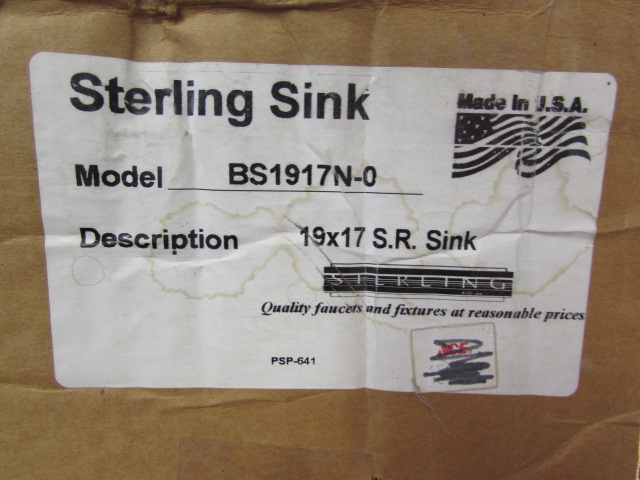 Sterling Sink
Made In U.S.A.
Model BS1917N-0
Description 19x17 S.R. Sink
STERLING
Quality faucets and fixtures at reasonable prices
PSP-641